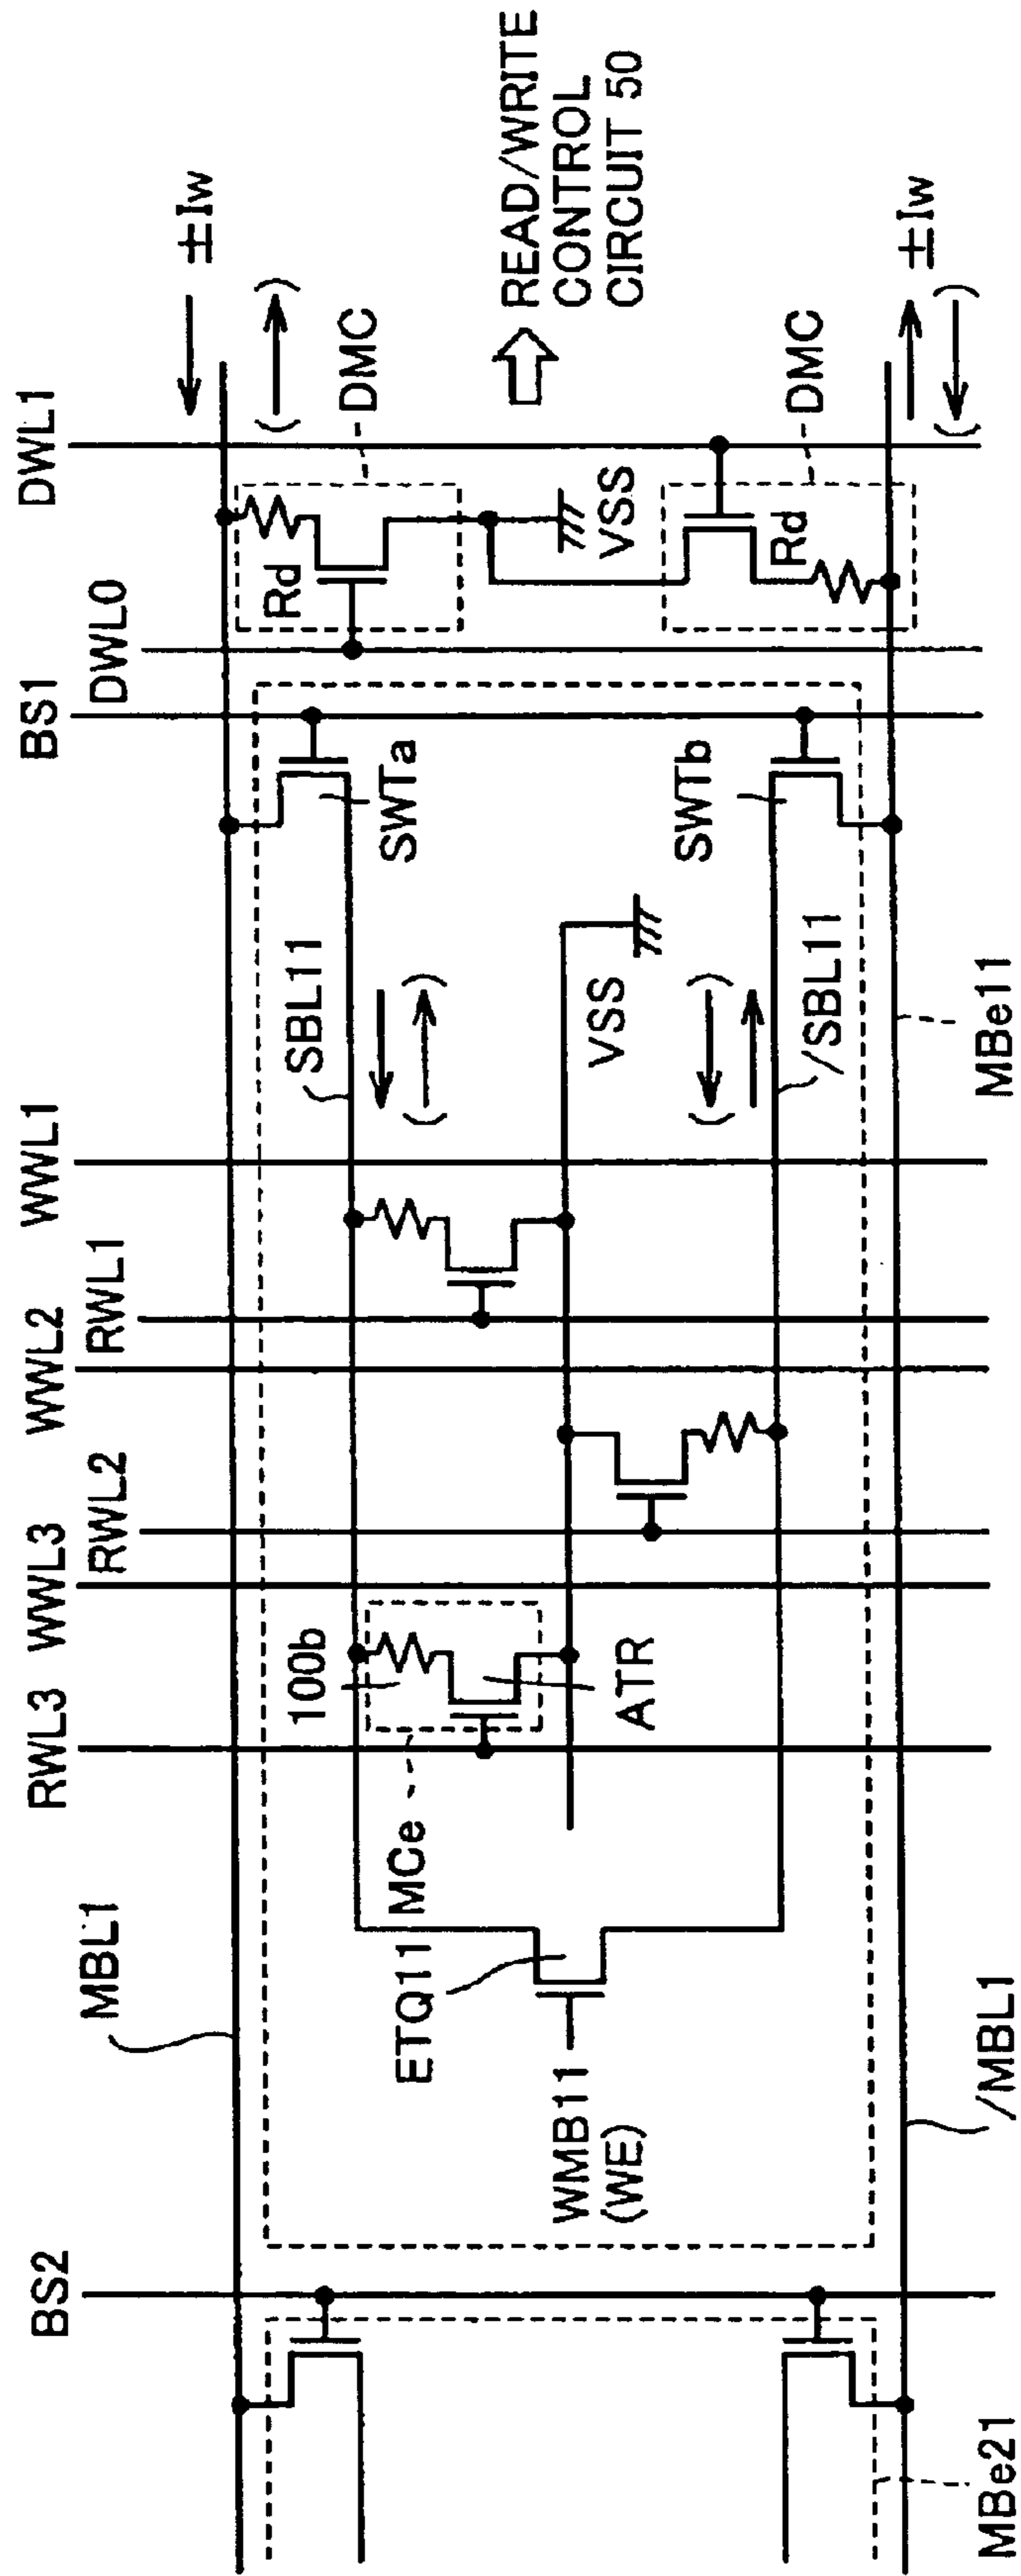 BS2
MBL1
RWL3
WWL3
RWL2
WWL2
RWL1
WWL1
BS1
DWL0
DWL1
±Iw
( )
DMC
Rd
VSS
READ/WRITE
CONTROL
CIRCUIT 50
DMC
Rd
±Iw
( )
SWTa
SWTb
SBL11
( )
VSS
( )
/SBL11
100b
ATR
MCe
ETQ11
WMB11
(WE)
MBe21
/MBL1
MBe11